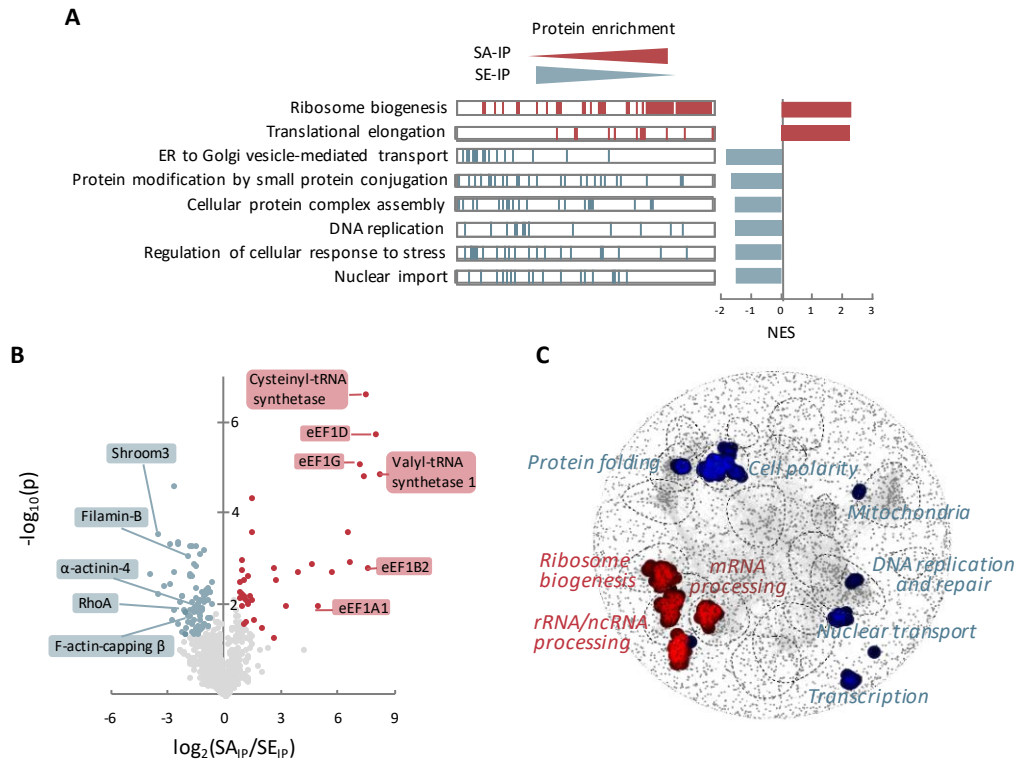 A
Protein enrichment
SA-IP
SE-IP
Ribosome biogenesis
Translational elongation
ER to Golgi vesicle-mediated transport
Protein modification by small protein conjugation
Cellular protein complex assembly
DNA replication
Regulation of cellular response to stress
Nuclear import
-2 -1 0 1 2 3
NES
B
Cysteinyl-tRNA
synthetase
eEF1D
eEF1G
Valyl-tRNA
synthetase 1
Shroom3
Filamin-B
α-actinin-4
RhoA
F-actin-capping β
eEF1B2
eEF1A1
6
4
2
-log10(p)
-6 -3 0 3 6 9
log2(SAIP/SEIP)
C
Protein folding
Cell polarity
Mitochondria
Ribosome
biogenesis
mRNA
processing
DNA replication
and repair
rRNA/ncRNA
processing
Nuclear transport
Transcription